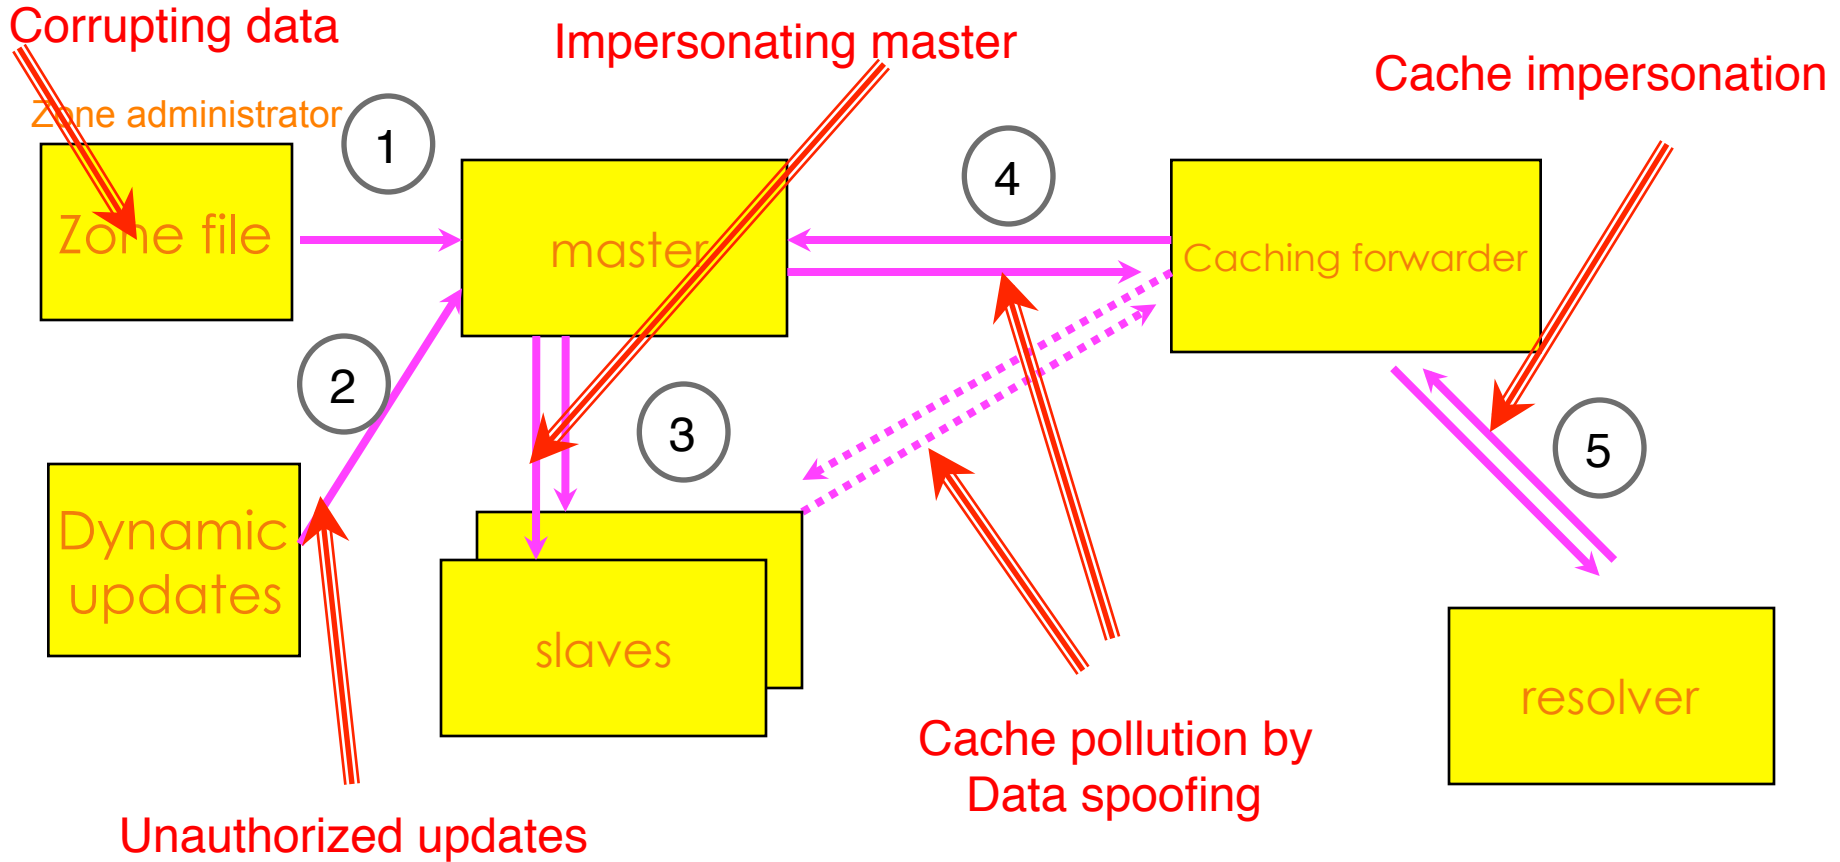 Corrupting data
Impersonating master
Cache impersonation
Zone administrator
1
4
Zone file
master
Caching forwarder
2
3
5
Dynamic
updates
slaves
resolver
Cache pollution by
Data spoofing
Unauthorized updates